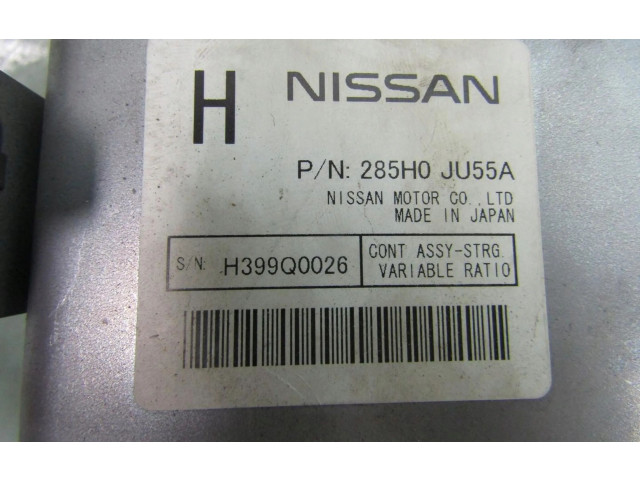 H NISSAN
P/N: 285H0 JU55A
NISSAN MOTOR CO.,LTD
MADE IN JAPAN
S/N: H399Q0026
CONT ASSY-STRG.
VARIABLE RATIO